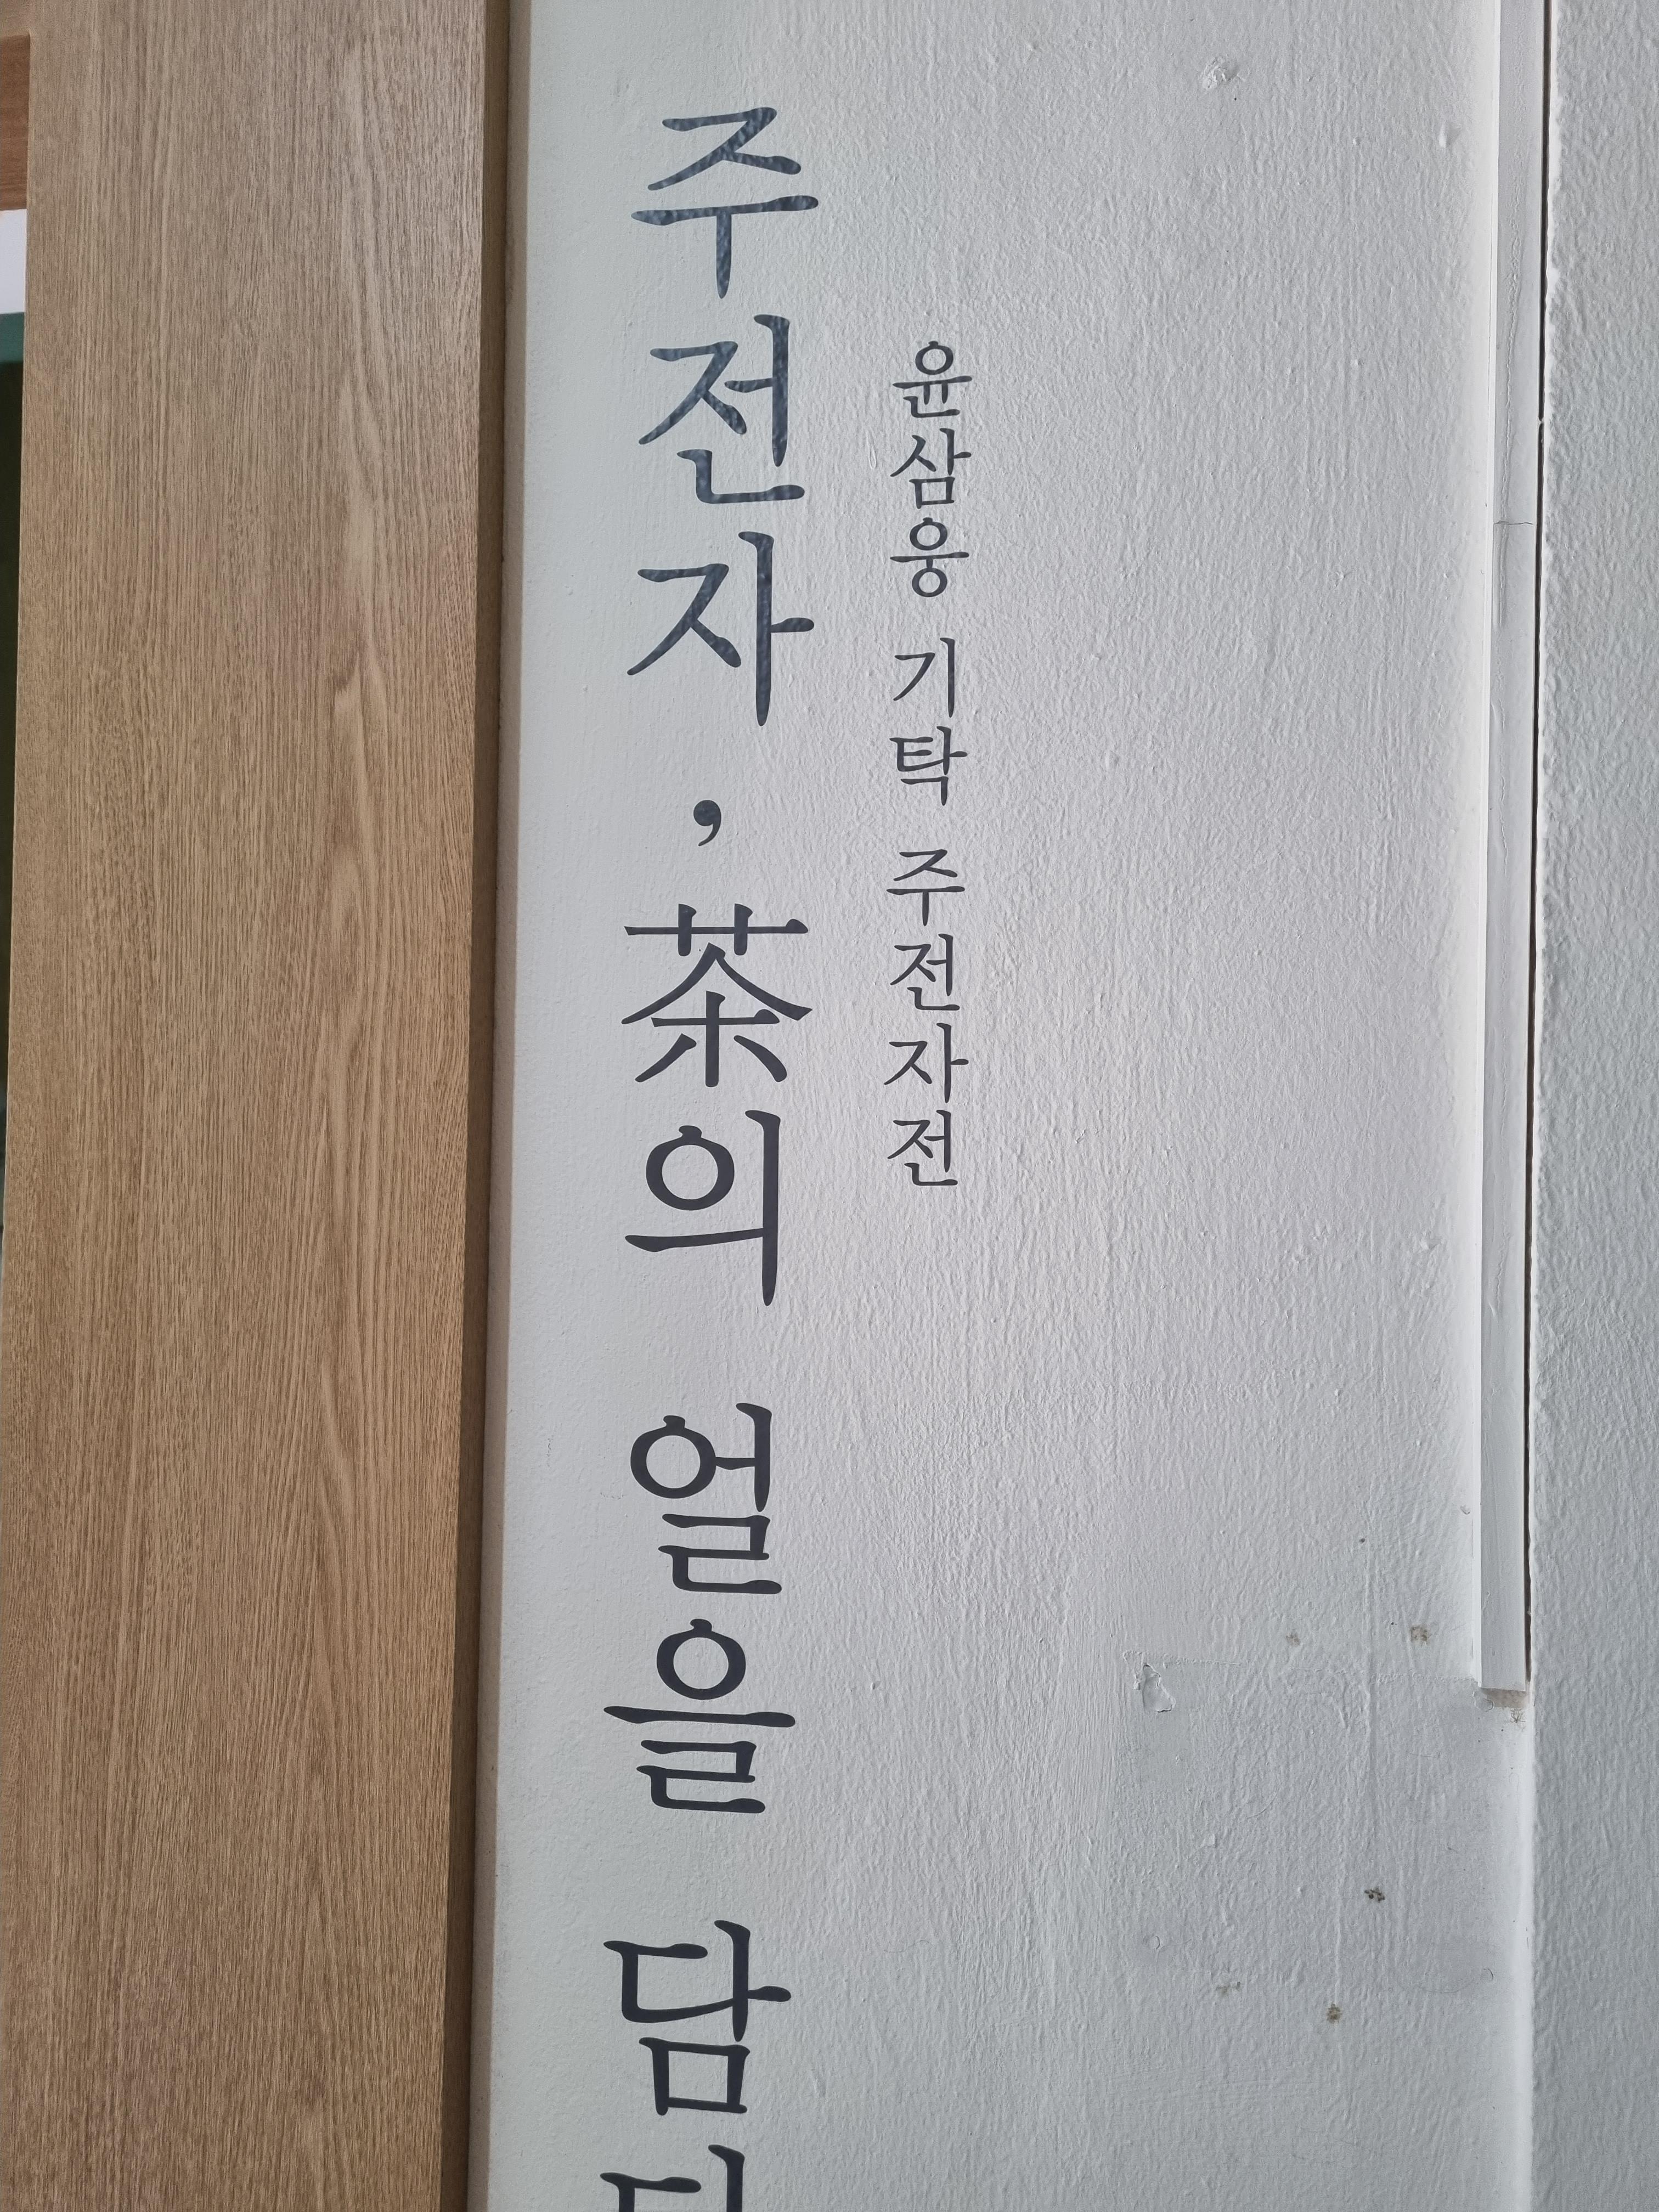 주전자, 茶의 얼을 담
윤삼웅 기탁 주전자전